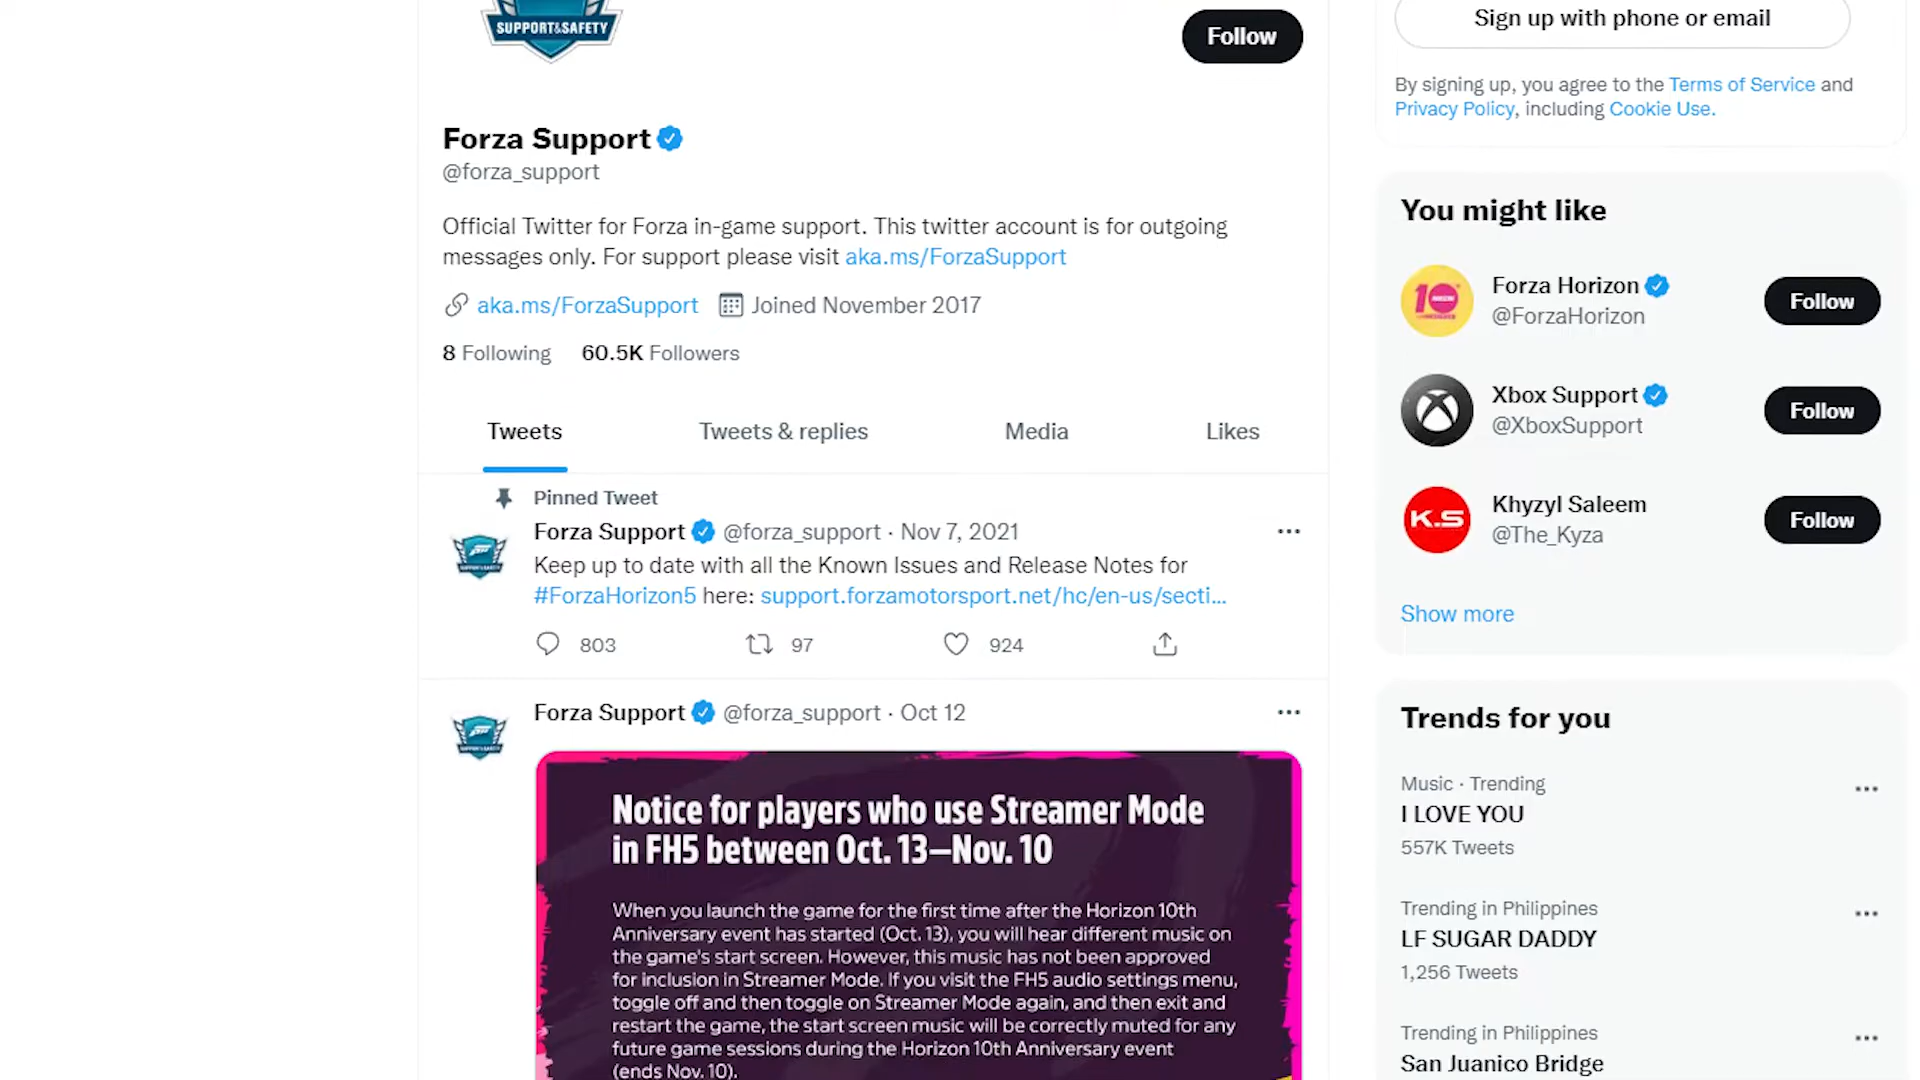 SUPPORT&SAFETY
Follow
Forza Support
@forza_support
Official Twitter for Forza in-game support. This twitter account is for outgoing
messages only. For support please visit aka.ms/ForzaSupport
aka.ms/ForzaSupport Joined November 2017
8 Following 60.5K Followers
Tweets Tweets & replies Media Likes
Pinned Tweet
Forza Support @forza_support · Nov 7, 2021
Keep up to date with all the Known Issues and Release Notes for
#ForzaHorizon5 here: support.forzamotorsport.net/hc/en-us/secti...
803 97 924
Forza Support @forza_support · Oct 12
Notice for players who use Streamer Mode
in FH5 between Oct. 13–Nov. 10
When you launch the game for the first time after the Horizon 10th
Anniversary event has started (Oct. 13), you will hear different music on
the game's start screen. However, this music has not been approved
for inclusion in Streamer Mode. If you visit the FH5 audio settings menu,
toggle off and then toggle on Streamer Mode again, and then exit and
restart the game, the start screen music will be correctly muted for any
future game sessions during the Horizon 10th Anniversary event
(ends Nov. 10).
Sign up with phone or email
By signing up, you agree to the Terms of Service and
Privacy Policy, including Cookie Use.
You might like
10
Forza Horizon
@ForzaHorizon
Follow
Xbox Support
@XboxSupport
Follow
K.S
Khyzyl Saleem
@The_Kyza
Follow
Show more
Trends for you
Music · Trending
I LOVE YOU
557K Tweets
Trending in Philippines
LF SUGAR DADDY
1,256 Tweets
Trending in Philippines
San Juanico Bridge